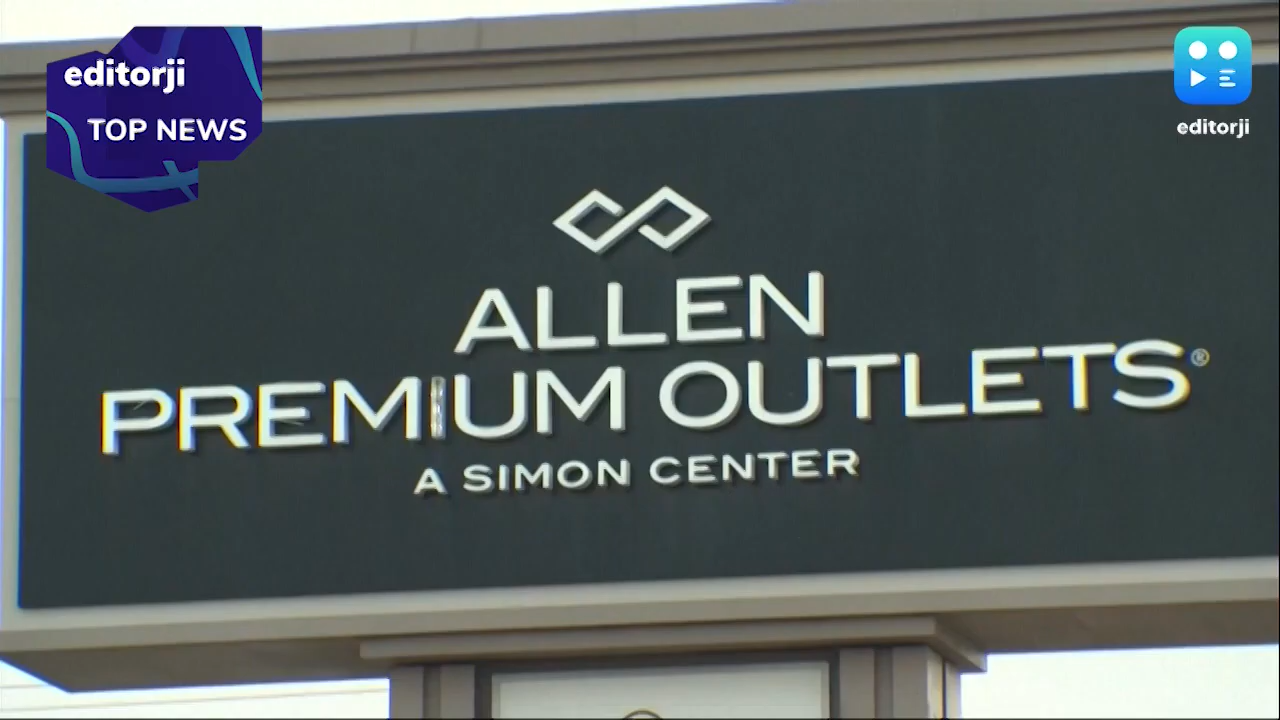 editorji
TOP NEWS
editorji
ALLEN
PREMIUM OUTLETS®
A SIMON CENTER